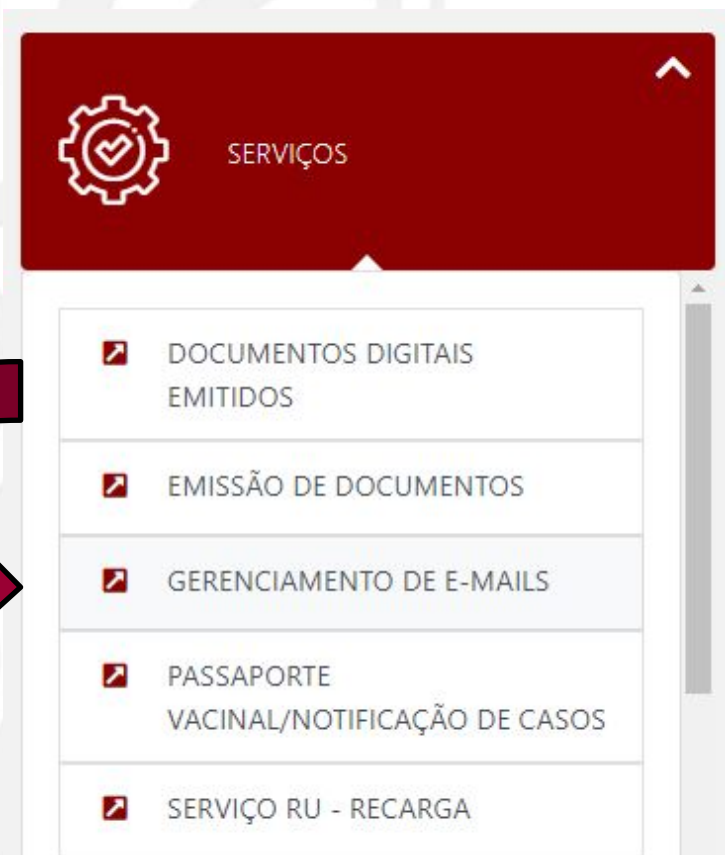 SERVIÇOS
DOCUMENTOS DIGITAIS
EMITIDOS
EMISSÃO DE DOCUMENTOS
GERENCIAMENTO DE E-MAILS
PASSAPORTE
VACINAL/NOTIFICAÇÃO DE CASOS
SERVIÇO RU - RECARGA